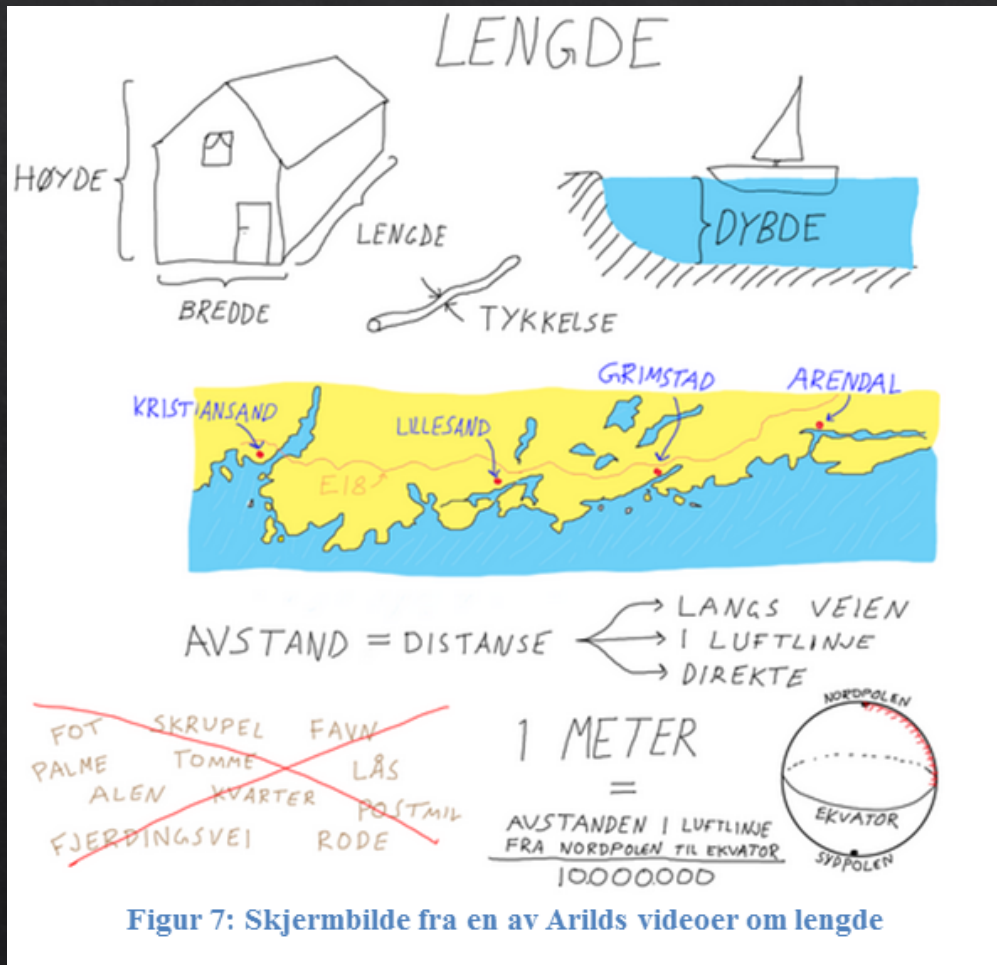 LENGDE
HØYDE
LENGDE
BREDDE
TYKKELSE
DYBDE
KRISTIANSAND
LILLESAND
GRIMSTAD
ARENDAL
E18
AVSTAND = DISTANSE
LANGS VEIEN
I LUFTLINJE
DIREKTE
FOT SKRUPEL FAVN
PALME TOMME LÅS
ALEN KVARTER POSTMIL
FJERDINGSVEI RODE
1 METER
=
AVSTANDEN I LUFTLINJE
FRA NORDPOLEN TIL EKVATOR
10.000.000
NORDPOLEN
EKVATOR
SYDPOLEN
Figur 7: Skjermbilde fra en av Arilds videoer om lengde